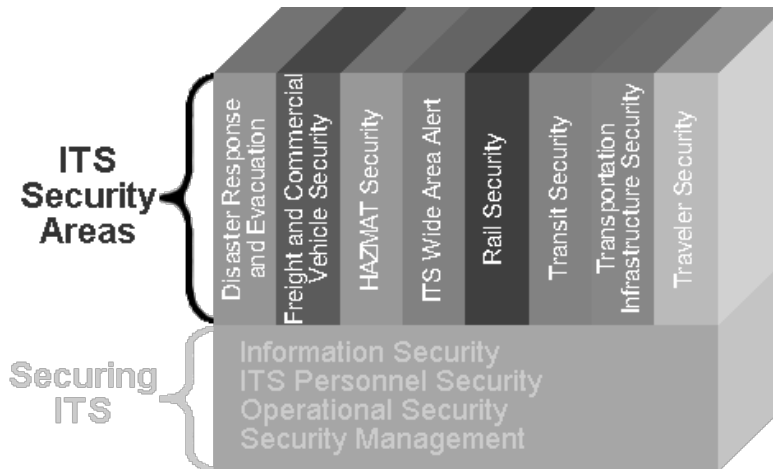 ITS
Security
Areas
Disaster Response
and Evacuation
Freight and Commercial
Vehicle Security
HAZMAT Security
ITS Wide Area Alert
Rail Security
Transit Security
Transportation
Infrastructure Security
Traveler Security
Securing
ITS
Information Security
ITS Personnel Security
Operational Security
Security Management